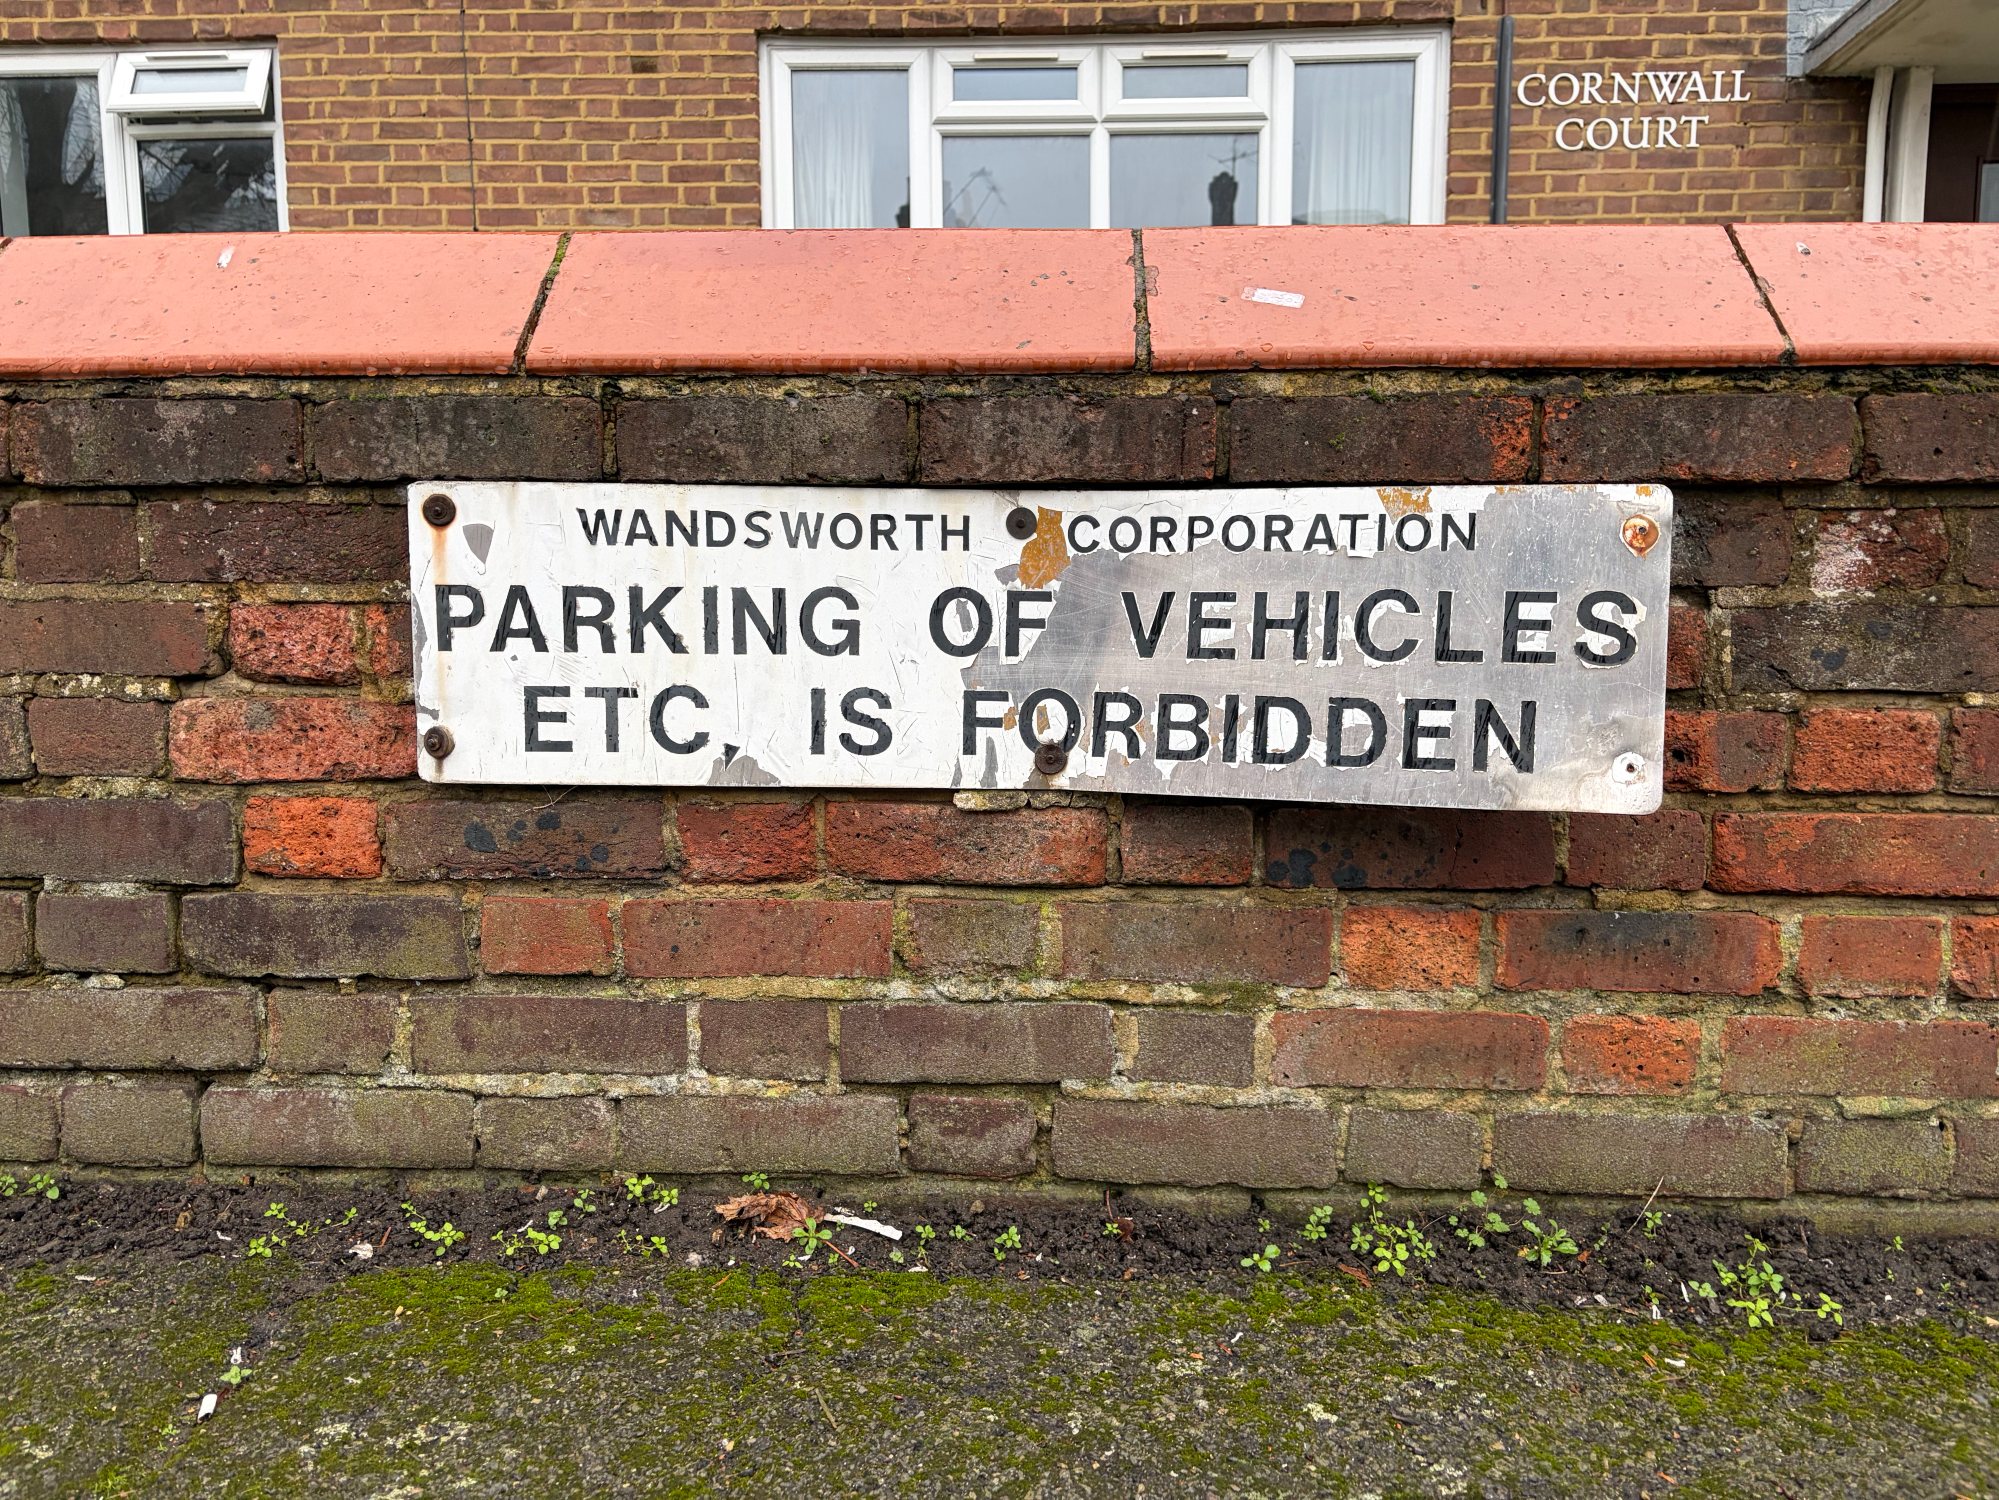 CORNWALL
COURT
WANDSWORTH CORPORATION
PARKING OF VEHICLES
ETC, IS FORBIDDEN